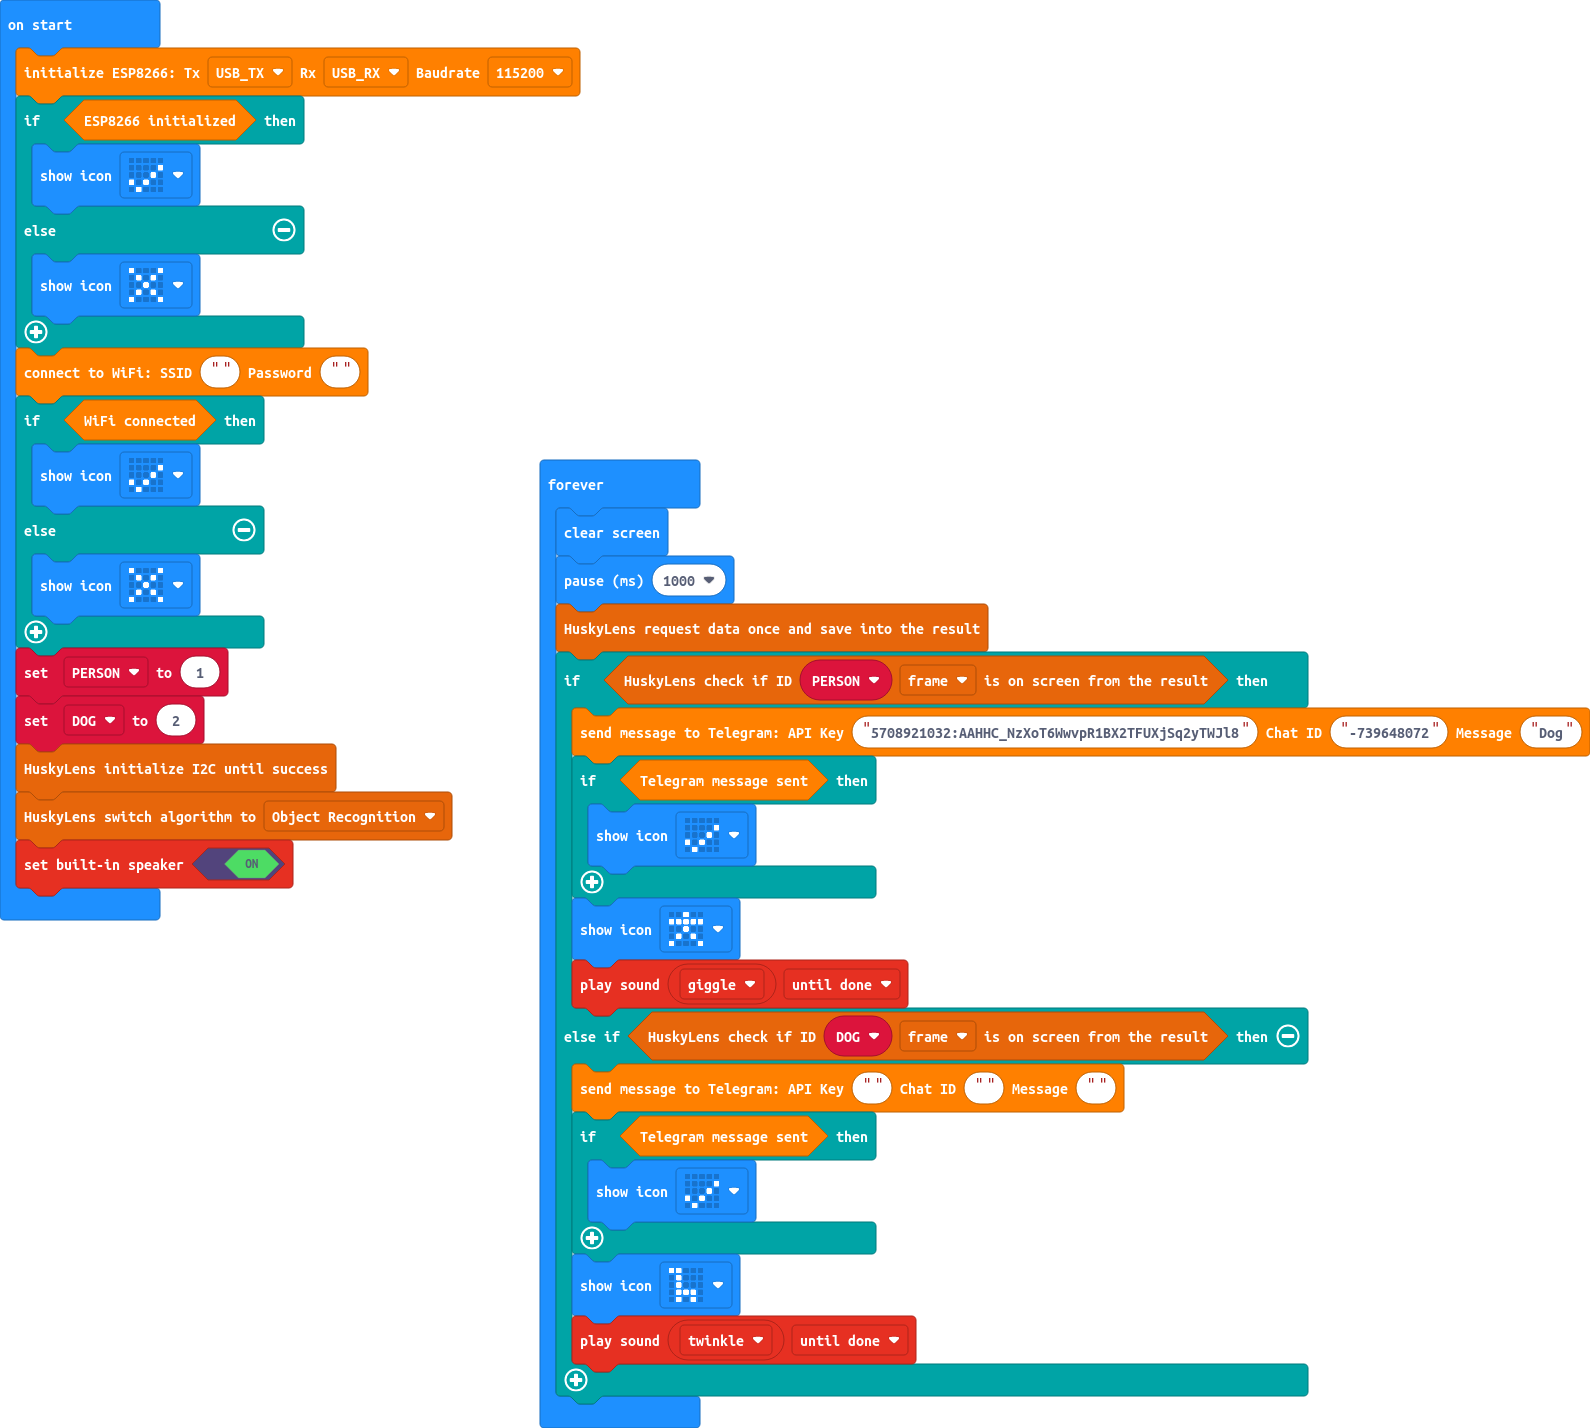 on start
initialize ESP8266: Tx USB_TX Rx USB_RX Baudrate 115200
if ESP8266 initialized then
show icon
else
show icon
connect to WiFi: SSID " " Password " "
if WiFi connected then
show icon
else
show icon
set PERSON to 1
set DOG to 2
HuskyLens initialize I2C until success
HuskyLens switch algorithm to Object Recognition
set built-in speaker ON
forever
clear screen
pause (ms) 1000
HuskyLens request data once and save into the result
if HuskyLens check if ID PERSON frame is on screen from the result then
send message to Telegram: API Key "5708921032:AAHHC_NzXoT6WwvpR1BX2TFUXjSq2yTWJl8" Chat ID "-739648072" Message "Dog"
if Telegram message sent then
show icon
show icon
play sound giggle until done
else if HuskyLens check if ID DOG frame is on screen from the result then
send message to Telegram: API Key " " Chat ID " " Message " "
if Telegram message sent then
show icon
show icon
play sound twinkle until done